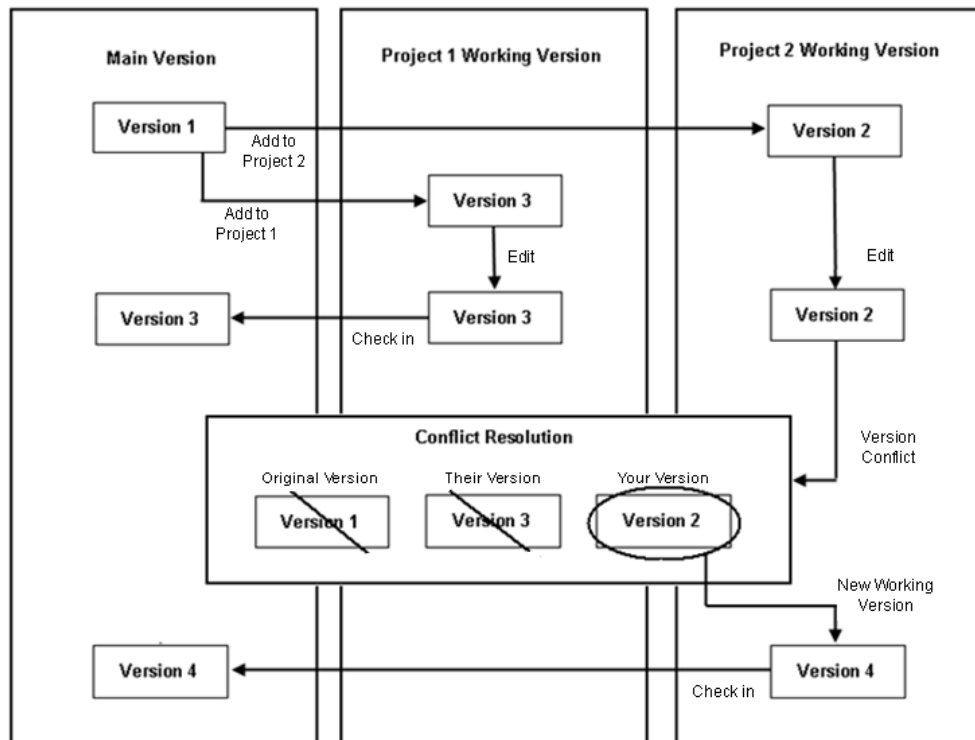 Main Version
Project 1 Working Version
Project 2 Working Version
Version 1
Add to
Project 2
Version 2
Add to
Project 1
Version 3
Edit
Edit
Version 3
Check in
Version 3
Version 2
Conflict Resolution
Version
Conflict
Original Version
Their Version
Your Version
Version 1
Version 3
Version 2
New Working
Version
Version 4
Check in
Version 4